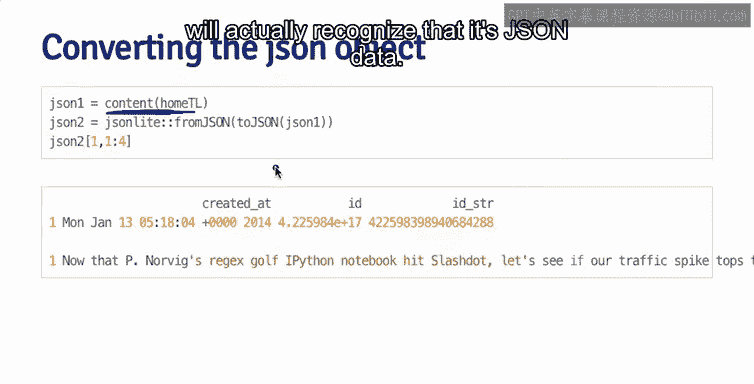 will actually recognize that it's JSON
data.
Converting the json object
json1 = content(homeTL)
json2 = jsonlite::fromJSON(toJSON(json1))
json2[1,1:4]
created_at id id_str
1 Mon Jan 13 05:18:04 +0000 2014 4.225984e+17 422598398940684288
1 Now that P. Norvig's regex golf IPython notebook hit Slashdot, let's see if our traffic spike tops t